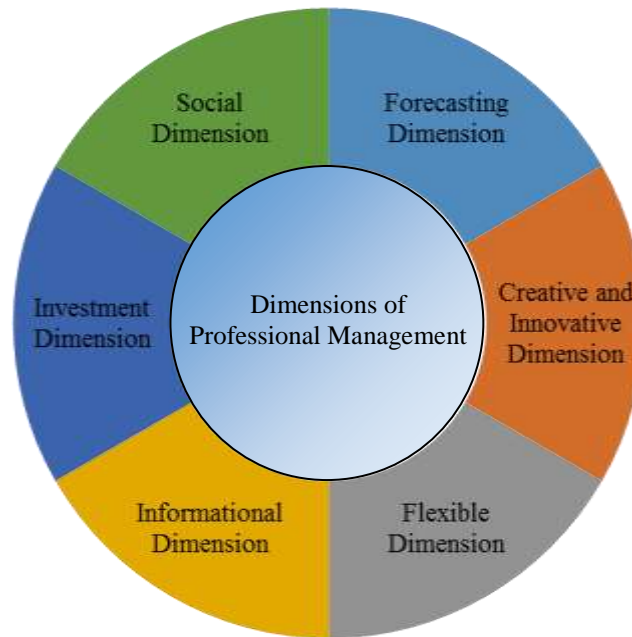 Social
Dimension
Forecasting
Dimension
Investment
Dimension
Dimensions of
Professional Management
Creative and
Innovative
Dimension
Informational
Dimension
Flexible
Dimension